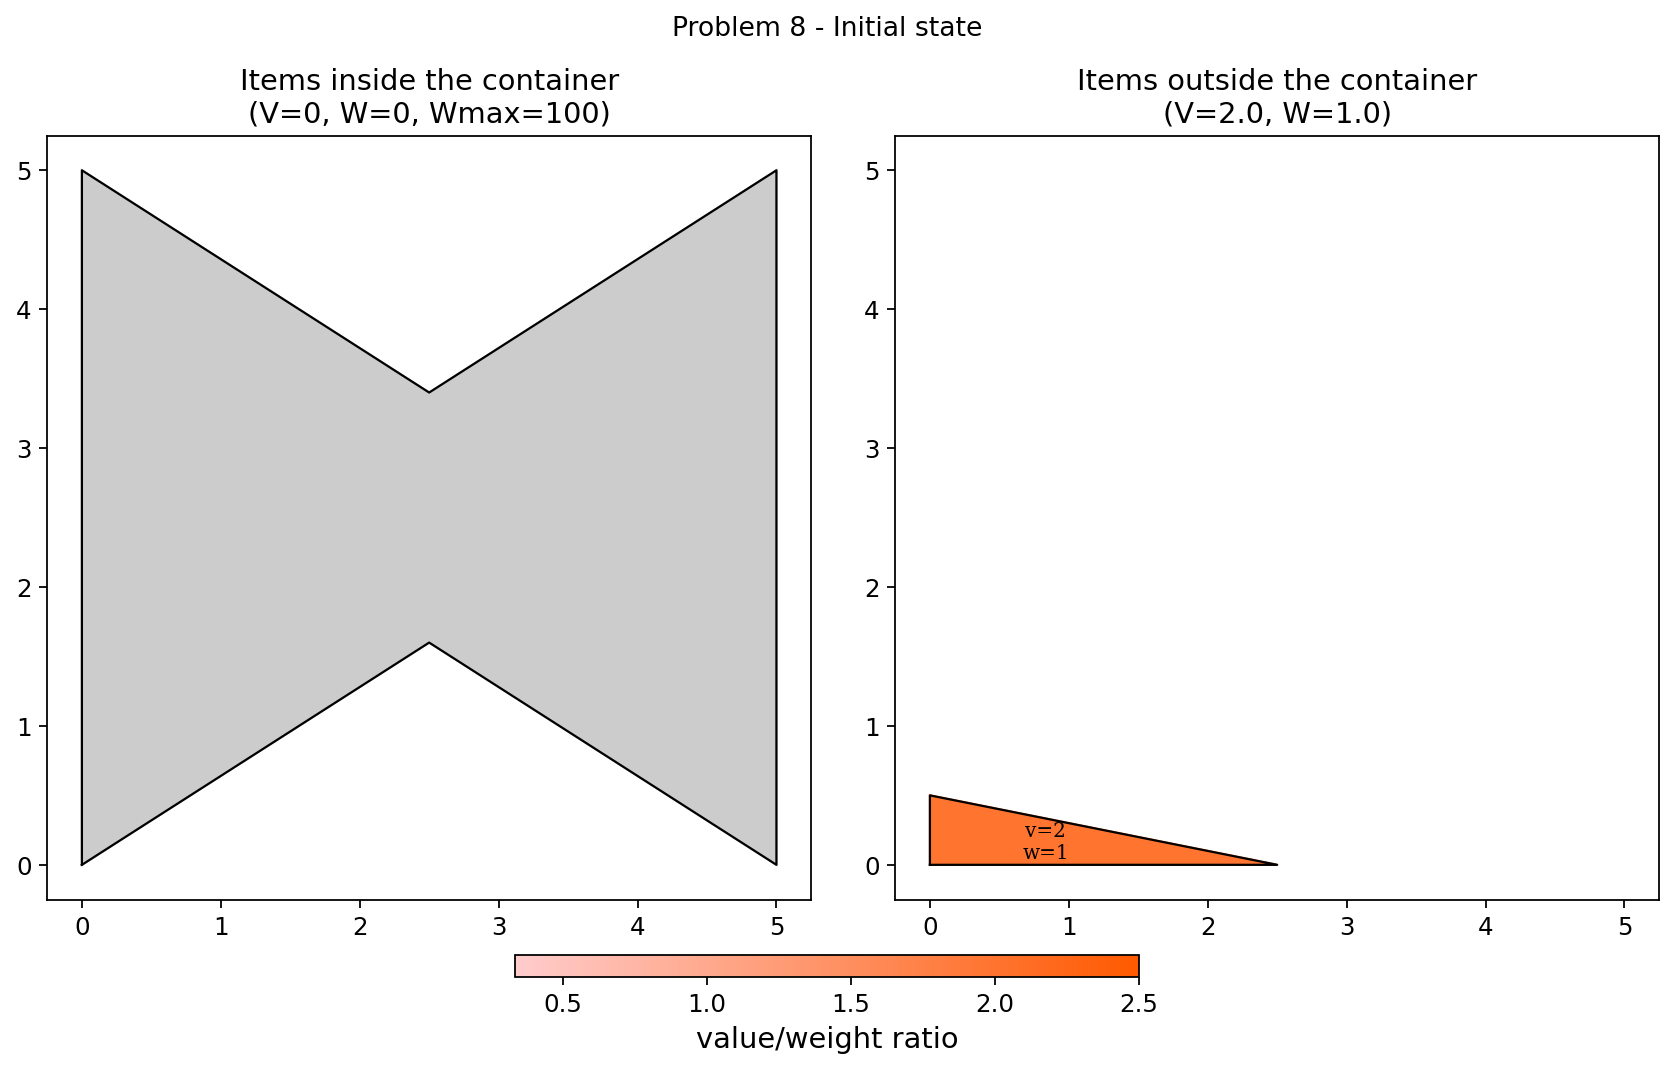 Problem 8 - Initial state
Items inside the container
(V=0, W=0, Wmax=100)
5
4
3
2
1
0
0 1 2 3 4 5
Items outside the container
(V=2.0, W=1.0)
5
4
3
2
1
0
v=2
w=1
0 1 2 3 4 5
0.5 1.0 1.5 2.0 2.5
value/weight ratio